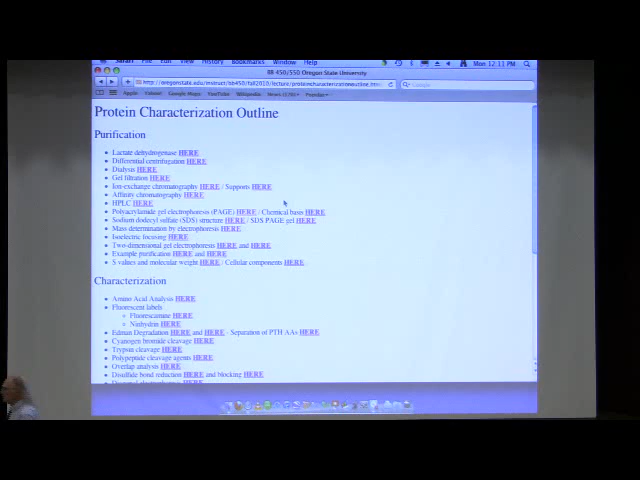 Safari File Edit View History Bookmarks Window Help
Mon 12:11 PM
BB 450/550 Oregon State University
http://oregonstate.edu/instruct/bb450/fall2010/lecture/proteincharacterizationoutline.htm
Google
Apple Yahoo! Google Maps YouTube Wikipedia News Popular
Protein Characterization Outline
Purification
• Lactate dehydrogenase HERE
• Differential centrifugation HERE
• Dialysis HERE
• Gel filtration HERE
• Ion-exchange chromatography HERE / Supports HERE
• Affinity chromatography HERE
• HPLC HERE
• Polyacrylamide gel electrophoresis (PAGE) HERE / Chemical basis HERE
• Sodium dodecyl sulfate (SDS) structure HERE / SDS PAGE gel HERE
• Mass determination by electrophoresis HERE
• Isoelectric focusing HERE
• Two-dimensional gel electrophoresis HERE and HERE
• Example purification HERE and HERE
• S values and molecular weight HERE / Cellular components HERE
Characterization
• Amino Acid Analysis HERE
• Fluorescent labels
◦ Fluorescamine HERE
◦ Ninhydrin HERE
• Edman Degradation HERE and HERE - Separation of PTH AAs HERE
• Cyanogen bromide cleavage HERE
• Trypsin cleavage HERE
• Polypeptide cleavage agents HERE
• Overlap analysis HERE
• Disulfide bond reduction HERE and blocking HERE
• Diagonal electrophoresis HERE